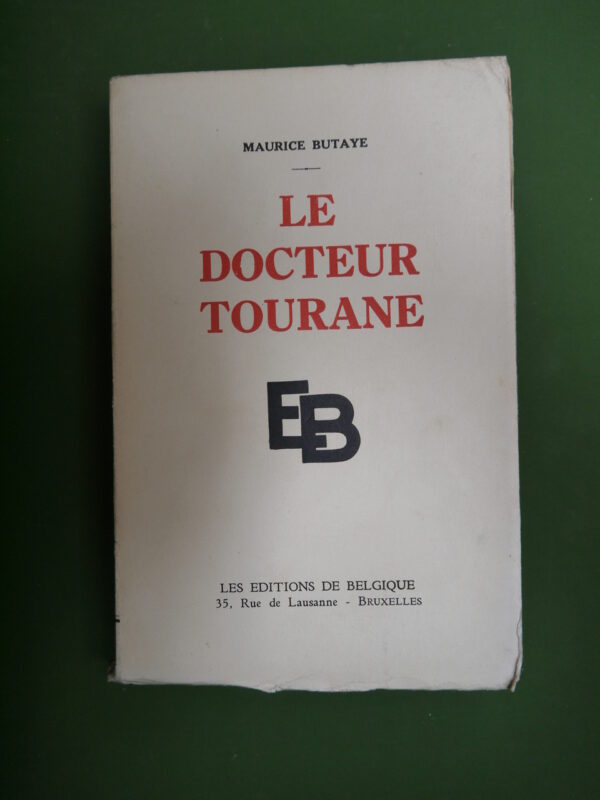 MAURICE BUTAYE
LE
DOCTEUR
TOURANE
EB
LES EDITIONS DE BELGIQUE
35, Rue de Lausanne - BRUXELLES